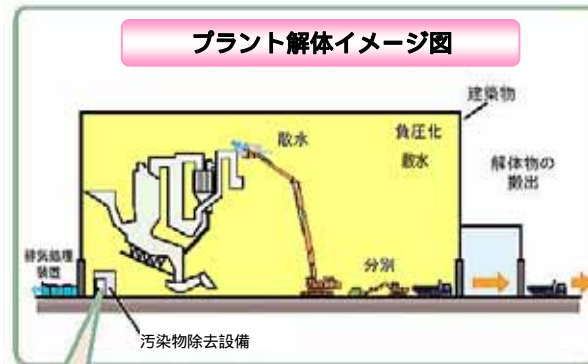 プラント解体イメージ図
建築物
散水
負圧化
散水
解体物の
搬出
排気処理
装置
分別
汚染物除去設備